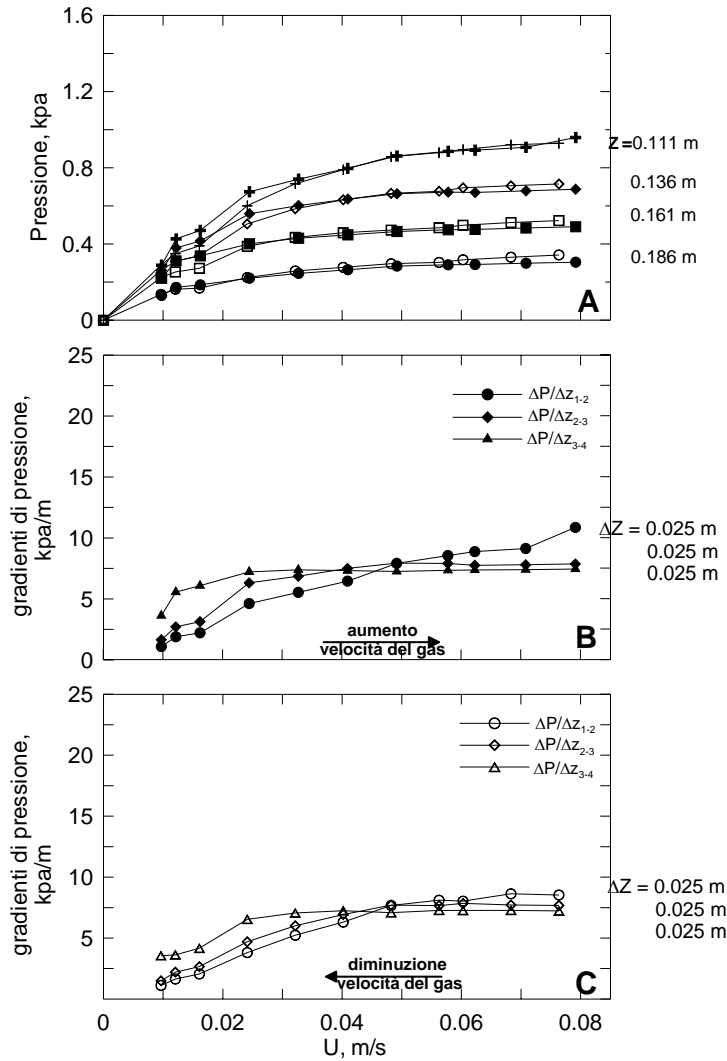 1.6
1.2
0.8
0.4
0
Pressione, kpa
Z = 0.111 m
0.136 m
0.161 m
0.186 m
A
25
20
15
10
5
0
gradienti di pressione,
kpa/m
ΔP/Δz1-2
ΔP/Δz2-3
ΔP/Δz3-4
ΔZ = 0.025 m
0.025 m
0.025 m
aumento
velocità del gas
B
25
20
15
10
5
gradienti di pressione,
kpa/m
ΔP/Δz1-2
ΔP/Δz2-3
ΔP/Δz3-4
ΔZ = 0.025 m
0.025 m
0.025 m
diminuzione
velocità del gas
C
0 0.02 0.04 0.06 0.08
U, m/s